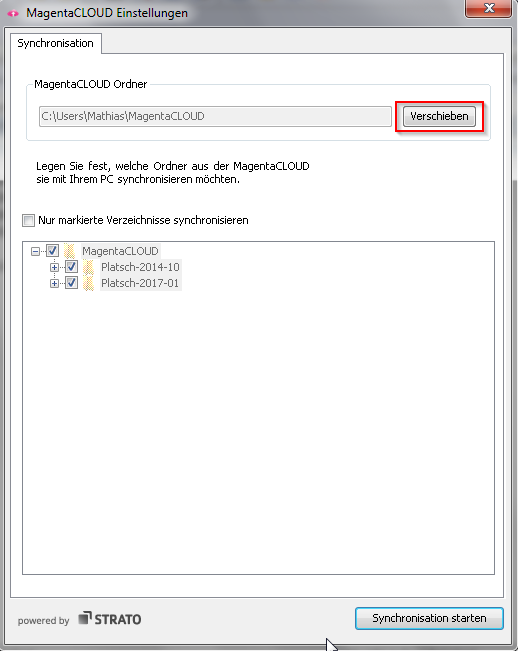 MagentaCLOUD Einstellungen
Synchronisation
MagentaCLOUD Ordner
C:\Users\Mathias\MagentaCLOUD
Verschieben
Legen Sie fest, welche Ordner aus der MagentaCLOUD
sie mit Ihrem PC synchronisieren möchten.
Nur markierte Verzeichnisse synchronisieren
MagentaCLOUD
Platsch-2014-10
Platsch-2017-01
powered by STRATO
Synchronisation starten